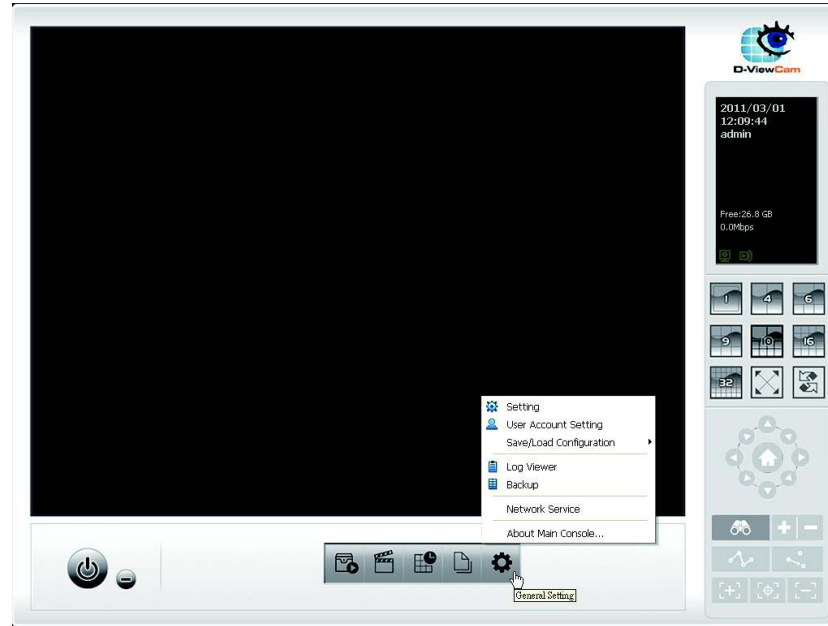 D-ViewCam
2011/03/01
12:09:44
admin
Free:26.8 GB
0.0Mbps
1
4
6
9
10
16
32
Setting
User Account Setting
Save/Load Configuration
Log Viewer
Backup
Network Service
About Main Console...
General Setting